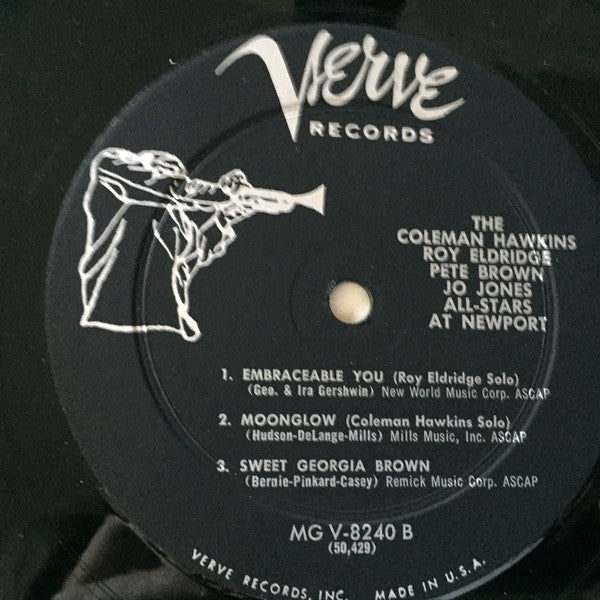 Verve
RECORDS
THE
COLEMAN HAWKINS
ROY ELDRIDGE
PETE BROWN
JO JONES
ALL-STARS
AT NEWPORT
1. EMBRACEABLE YOU (Roy Eldridge Solo)
(Geo. & Ira Gershwin) New World Music Corp. ASCAP
2. MOONGLOW (Coleman Hawkins Solo)
(Hudson-DeLange-Mills) Mills Music, Inc. ASCAP
3. SWEET GEORGIA BROWN
(Bernie-Pinkard-Casey) Remick Music Corp. ASCAP
MG V-8240 B
(50,429)
VERVE RECORDS, INC. MADE IN U.S.A.